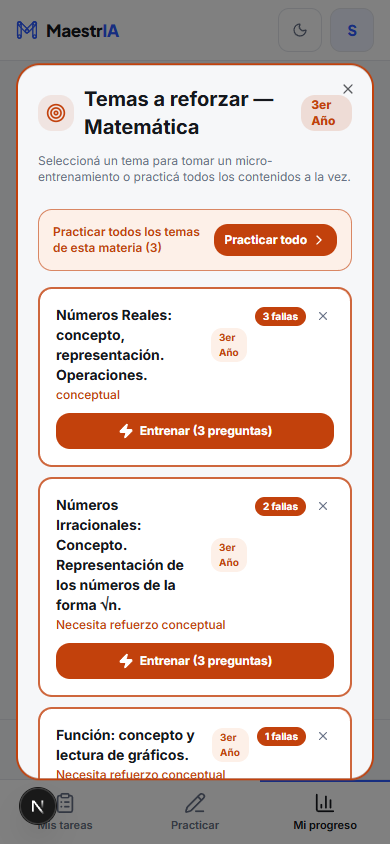 MaestrIA
S
Temas a reforzar —
Matemática
3er
Año
Seleccioná un tema para tomar un micro-
entrenamiento o practicá todos los contenidos a la vez.
Practicar todos los temas
de esta materia (3)
Practicar todo
Números Reales:
concepto,
representación.
Operaciones.
3er
Año
3 fallas
conceptual
Entrenar (3 preguntas)
Números
Irracionales:
Concepto.
Representación de
los números de la
forma √n.
3er
Año
2 fallas
Necesita refuerzo conceptual
Entrenar (3 preguntas)
Función: concepto y
lectura de gráficos.
3er
Año
1 fallas
Necesita refuerzo conceptual
N
Mis tareas
Practicar
Mi progreso